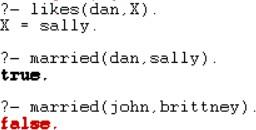 ?- likes(dan,X).
X = sally.
?- married(dan,sally).
true.
?- married(john,brittney).
false.